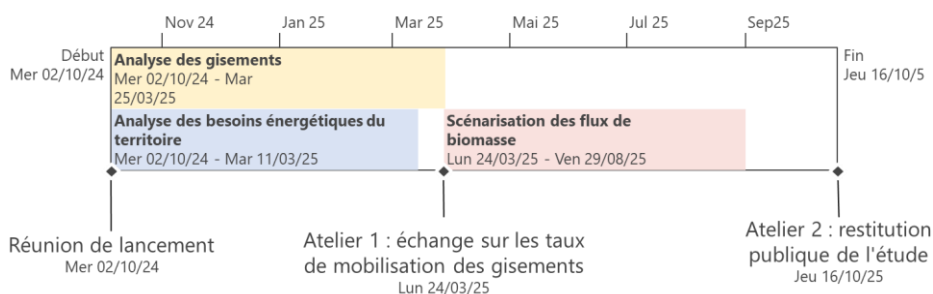 Nov 24
Jan 25
Mar 25
Mai 25
Jul 25
Sep25
Début
Mer 02/10/24
Fin
Jeu 16/10/5
Analyse des gisements
Mer 02/10/24 - Mar
25/03/25
Analyse des besoins énergétiques du
territoire
Mer 02/10/24 - Mar 11/03/25
Scénarisation des flux de
biomasse
Lun 24/03/25 - Ven 29/08/25
Réunion de lancement
Mer 02/10/24
Atelier 1 : échange sur les taux
de mobilisation des gisements
Lun 24/03/25
Atelier 2 : restitution
publique de l'étude
Jeu 16/10/25